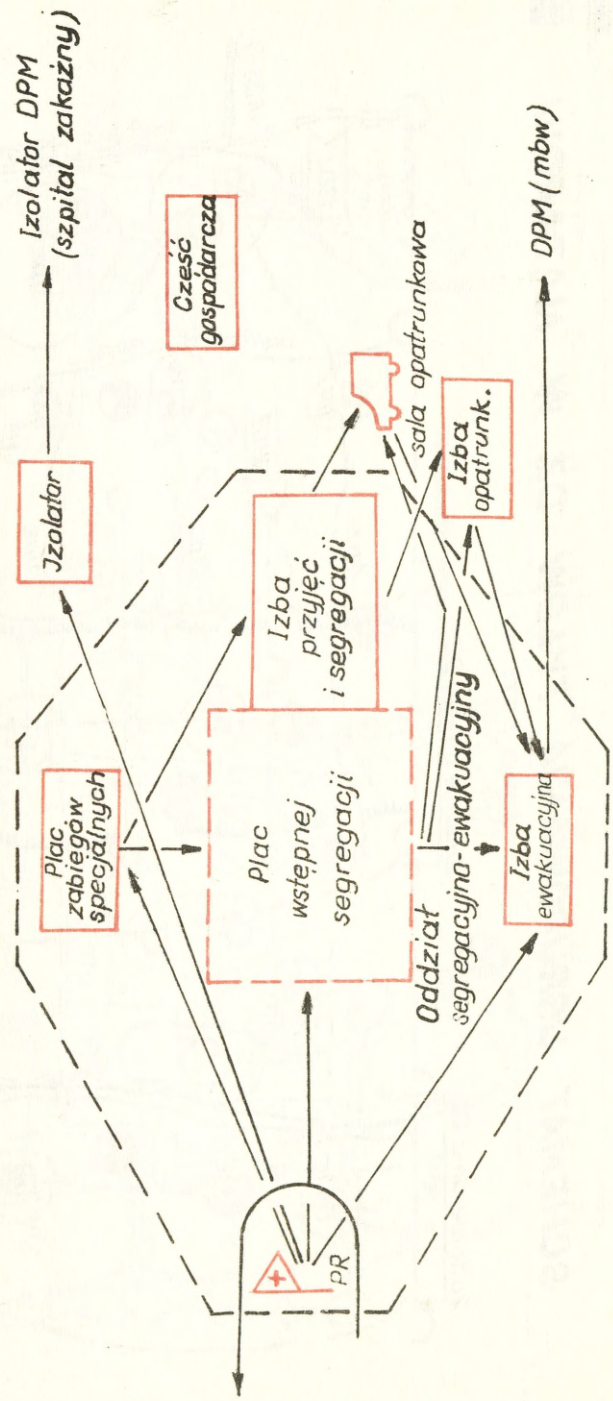 Izolator DPM
(szpital zakaźny)
Izolator
Część
gospodarcza
Plac
zabiegów
specjalnych
Izba
przyjęć
i segregacji
sala opatrunkowa
Izba
opatrunk.
Plac
wstępnej
segregacji
Oddział
segregacyjno-ewakuacyjny
Izba
ewakuacyjna
DPM (mbw)
PR